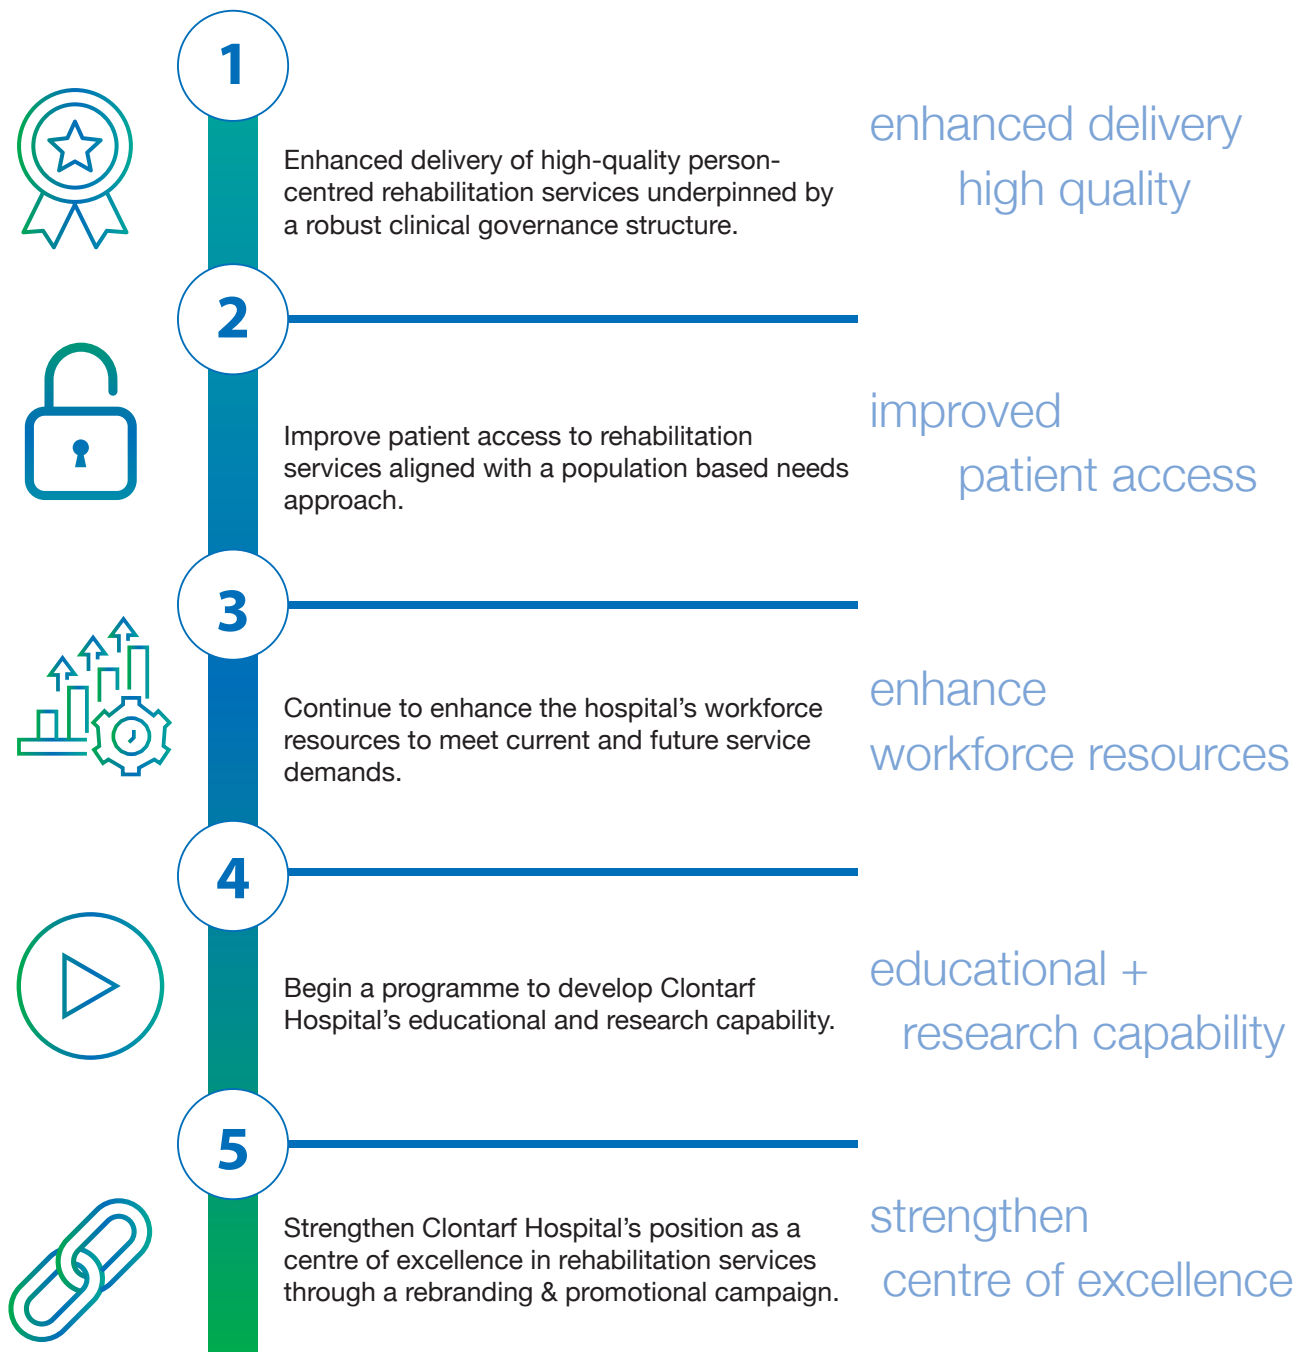 1
Enhanced delivery of high-quality person-
centred rehabilitation services underpinned by
a robust clinical governance structure.
enhanced delivery
high quality
2
Improve patient access to rehabilitation
services aligned with a population based needs
approach.
improved
patient access
3
Continue to enhance the hospital’s workforce
resources to meet current and future service
demands.
enhance
workforce resources
4
Begin a programme to develop Clontarf
Hospital’s educational and research capability.
educational +
research capability
5
Strengthen Clontarf Hospital’s position as a
centre of excellence in rehabilitation services
through a rebranding & promotional campaign.
strengthen
centre of excellence